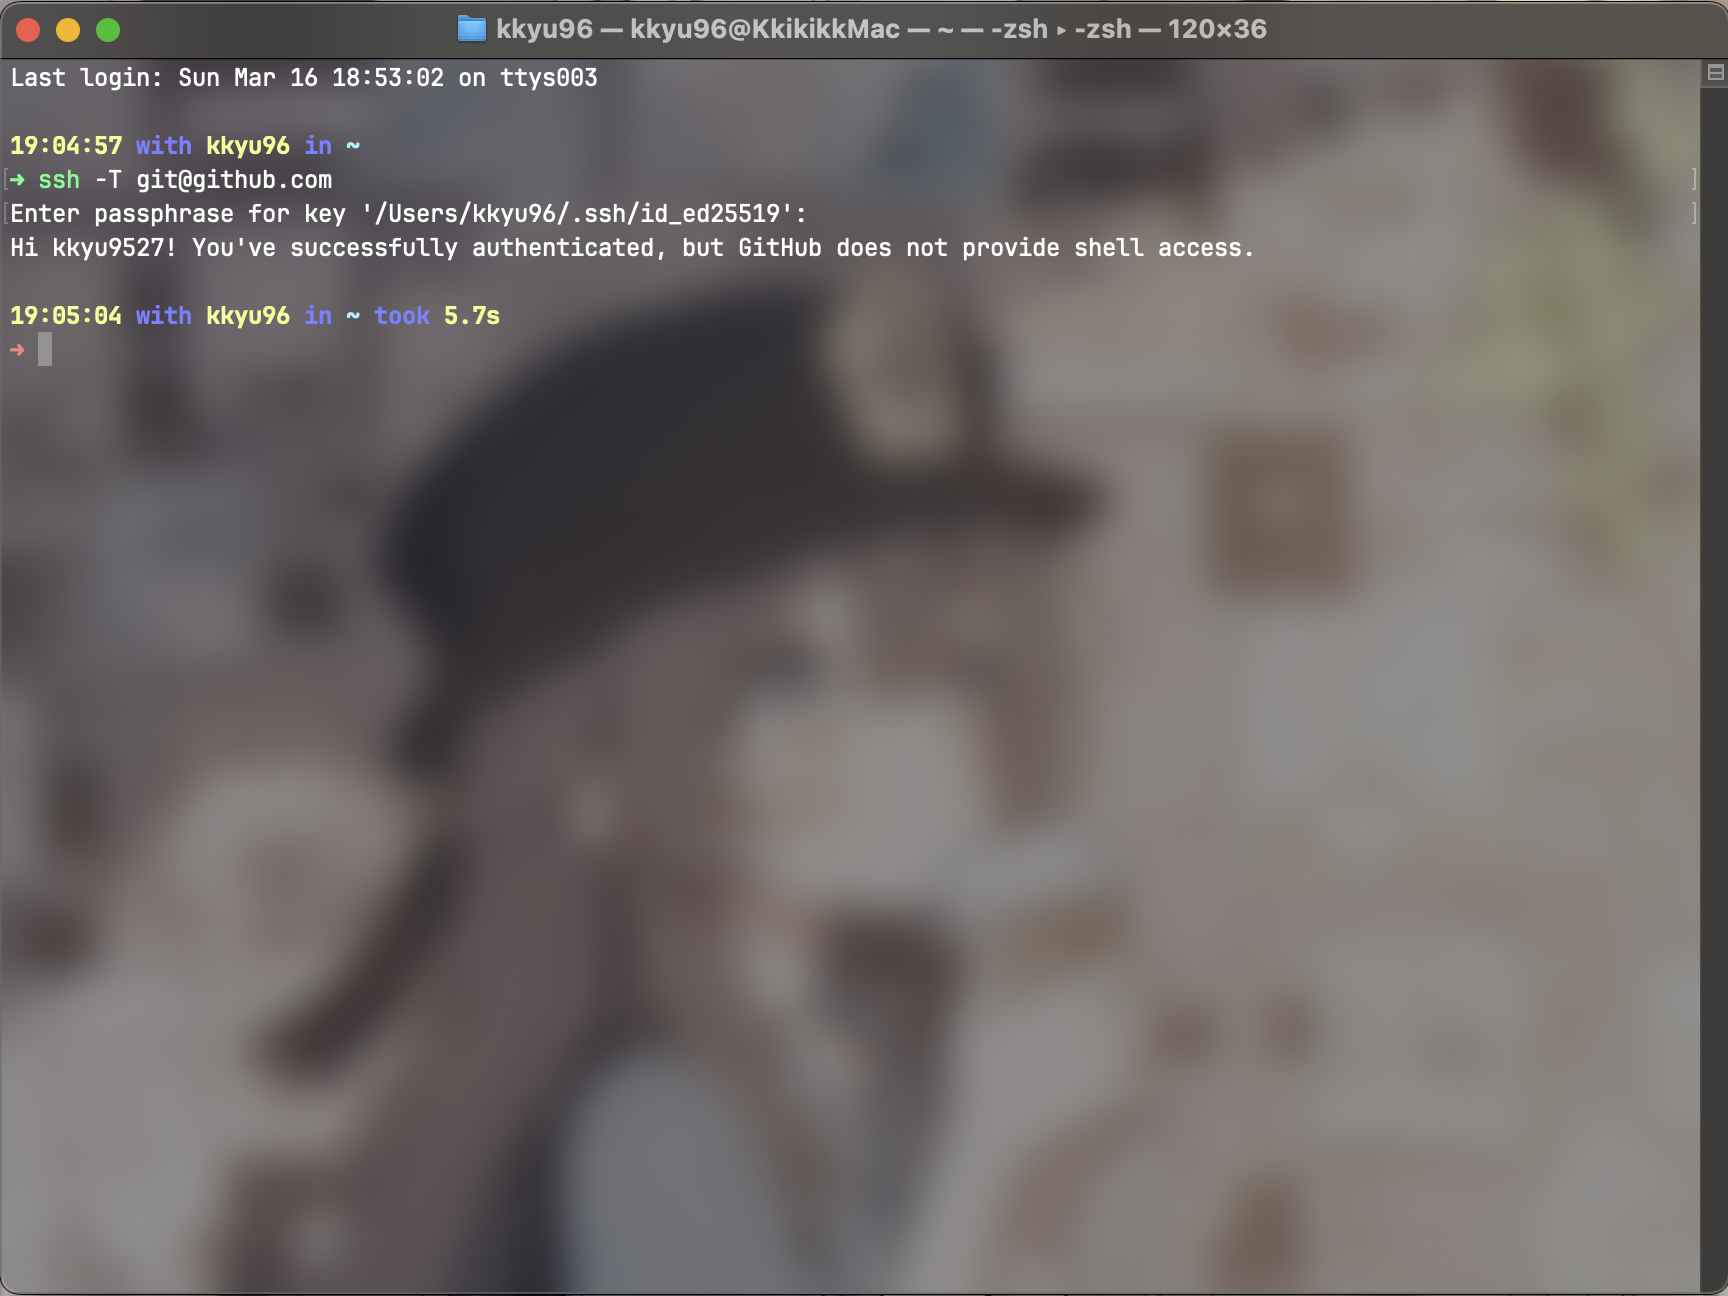 kkyu96 — kkyu96@KkikikkMac — ~ — -zsh ▸ -zsh — 120×36
Last login: Sun Mar 16 18:53:02 on ttys003
19:04:57 with kkyu96 in ~
[➜ ssh -T git@github.com ]
[Enter passphrase for key '/Users/kkyu96/.ssh/id_ed25519': ]
Hi kkyu9527! You've successfully authenticated, but GitHub does not provide shell access.
19:05:04 with kkyu96 in ~ took 5.7s
➜